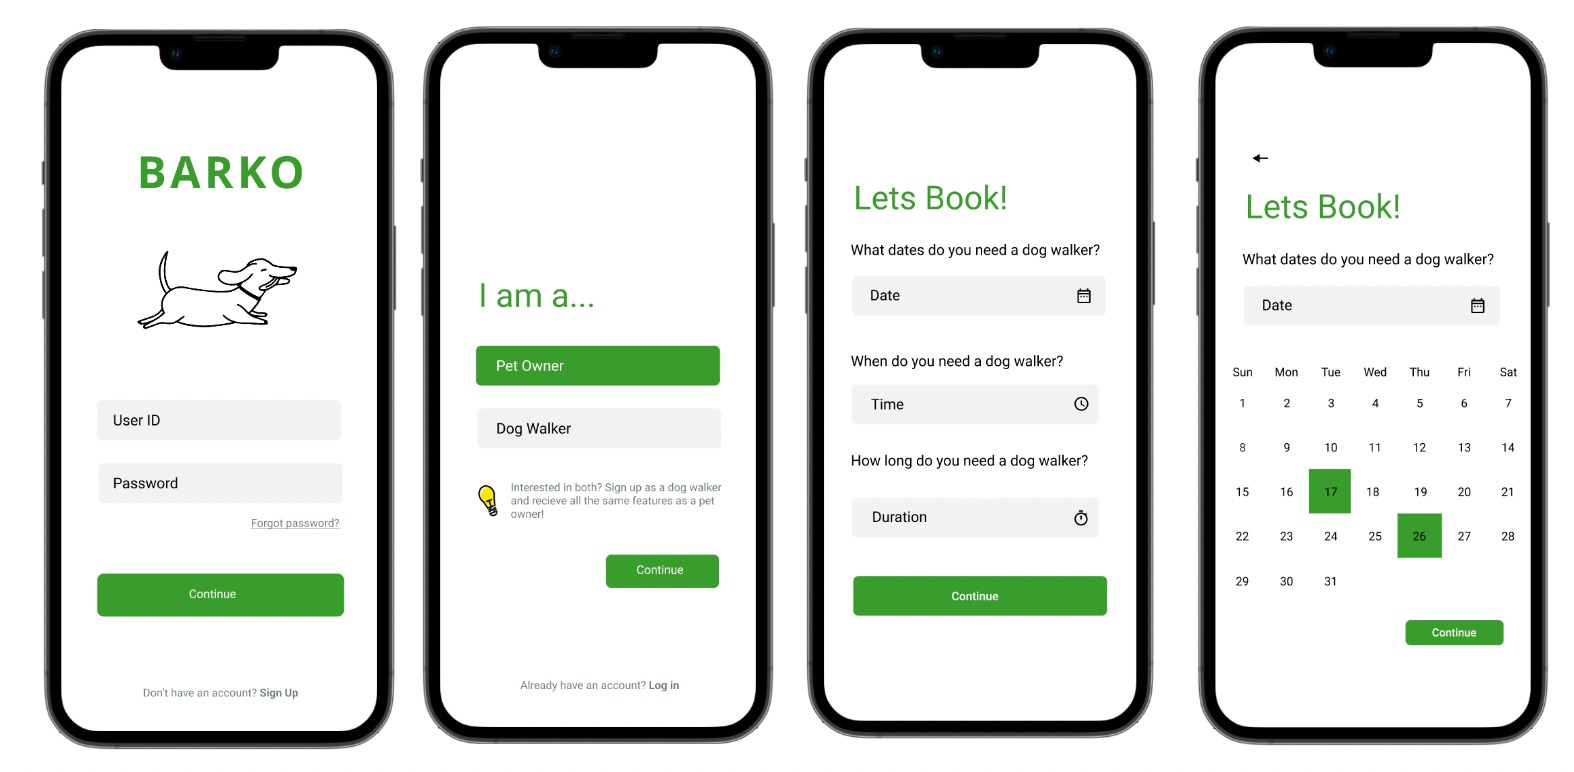 BARKO
User ID
Password
Forgot password?
Continue
Don't have an account? Sign Up
I am a...
Pet Owner
Dog Walker
Interested in both? Sign up as a dog walker
and recieve all the same features as a pet
owner!
Continue
Already have an account? Log in
Lets Book!
What dates do you need a dog walker?
Date
When do you need a dog walker?
Time
How long do you need a dog walker?
Duration
Continue
Lets Book!
What dates do you need a dog walker?
Date
Sun Mon Tue Wed Thu Fri Sat
1 2 3 4 5 6 7
8 9 10 11 12 13 14
15 16 17 18 19 20 21
22 23 24 25 26 27 28
29 30 31
Continue